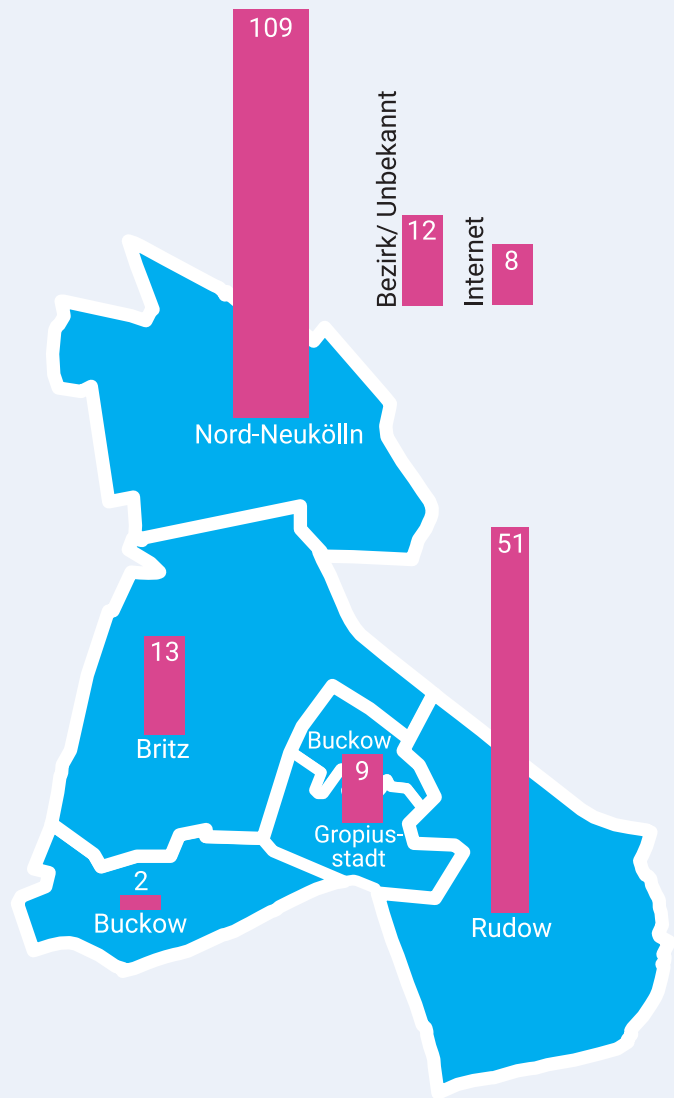 109
Bezirk/ Unbekannt
12
Internet
8
Nord-Neukölln
51
13
Britz
Buckow
9
Gropius-
stadt
2
Buckow
Rudow